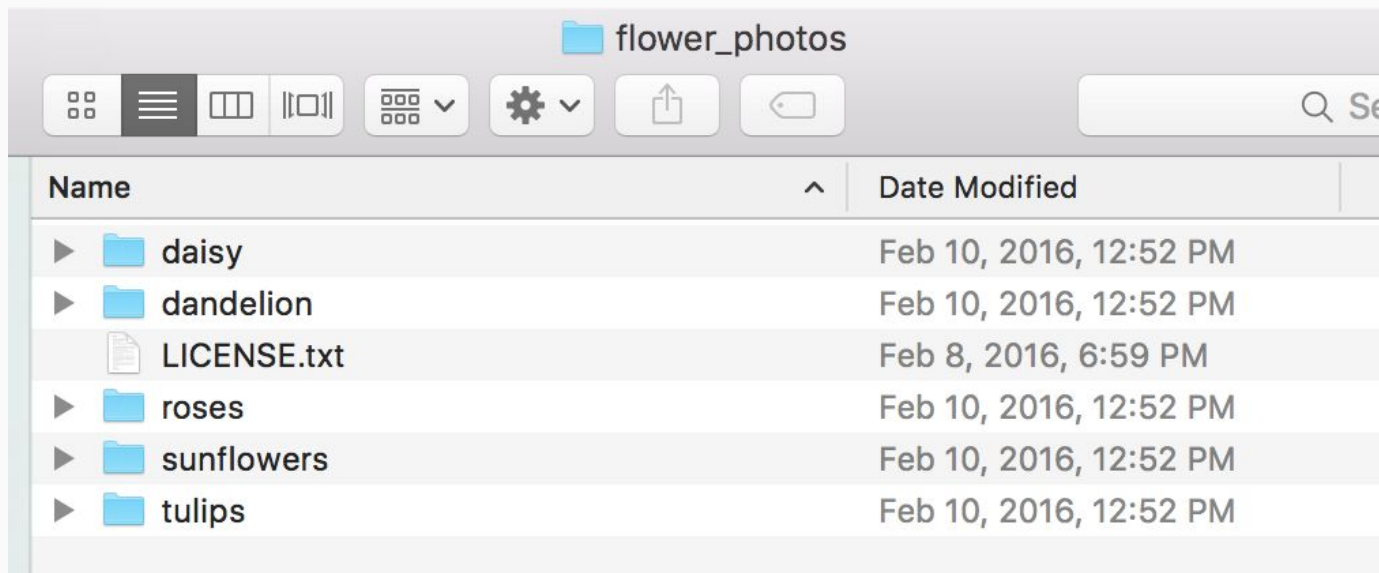 flower_photos
Se
Name Date Modified
daisy Feb 10, 2016, 12:52 PM
dandelion Feb 10, 2016, 12:52 PM
LICENSE.txt Feb 8, 2016, 6:59 PM
roses Feb 10, 2016, 12:52 PM
sunflowers Feb 10, 2016, 12:52 PM
tulips Feb 10, 2016, 12:52 PM